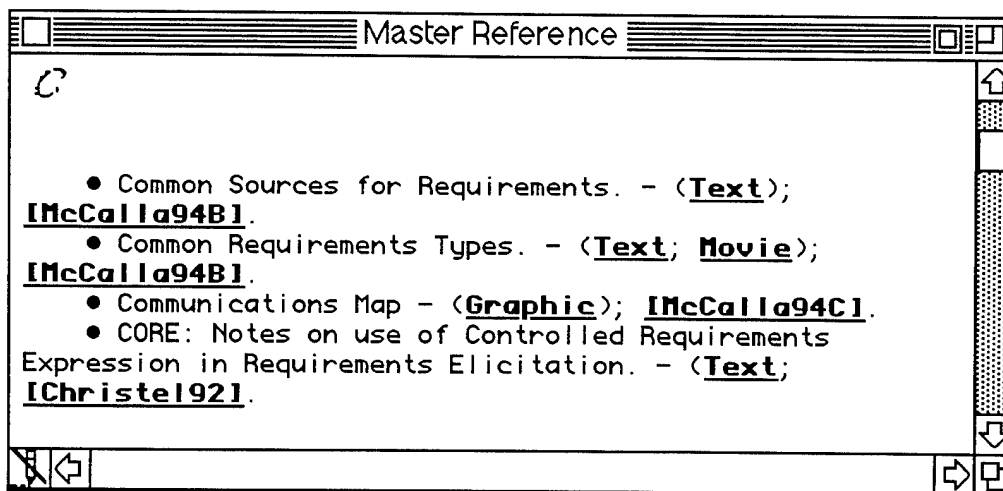 Master Reference
C
• Common Sources for Requirements. - (Text);
[McCalla94B].
• Common Requirements Types. - (Text; Movie);
[McCalla94B].
• Communications Map - (Graphic); [McCalla94C].
• CORE: Notes on use of Controlled Requirements
Expression in Requirements Elicitation. - (Text;
[Christel92].